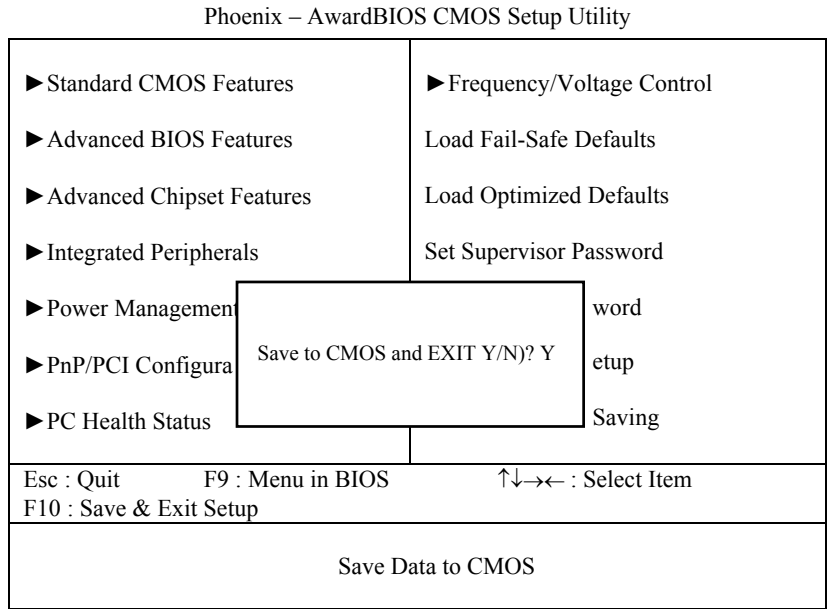 Phoenix – AwardBIOS CMOS Setup Utility
►Standard CMOS Features
►Advanced BIOS Features
►Advanced Chipset Features
►Integrated Peripherals
►Power Management
►PnP/PCI Configura
►PC Health Status
►Frequency/Voltage Control
Load Fail-Safe Defaults
Load Optimized Defaults
Set Supervisor Password
word
etup
Saving
Save to CMOS and EXIT Y/N)? Y
Esc : Quit F9 : Menu in BIOS ↑↓→← : Select Item
F10 : Save & Exit Setup
Save Data to CMOS